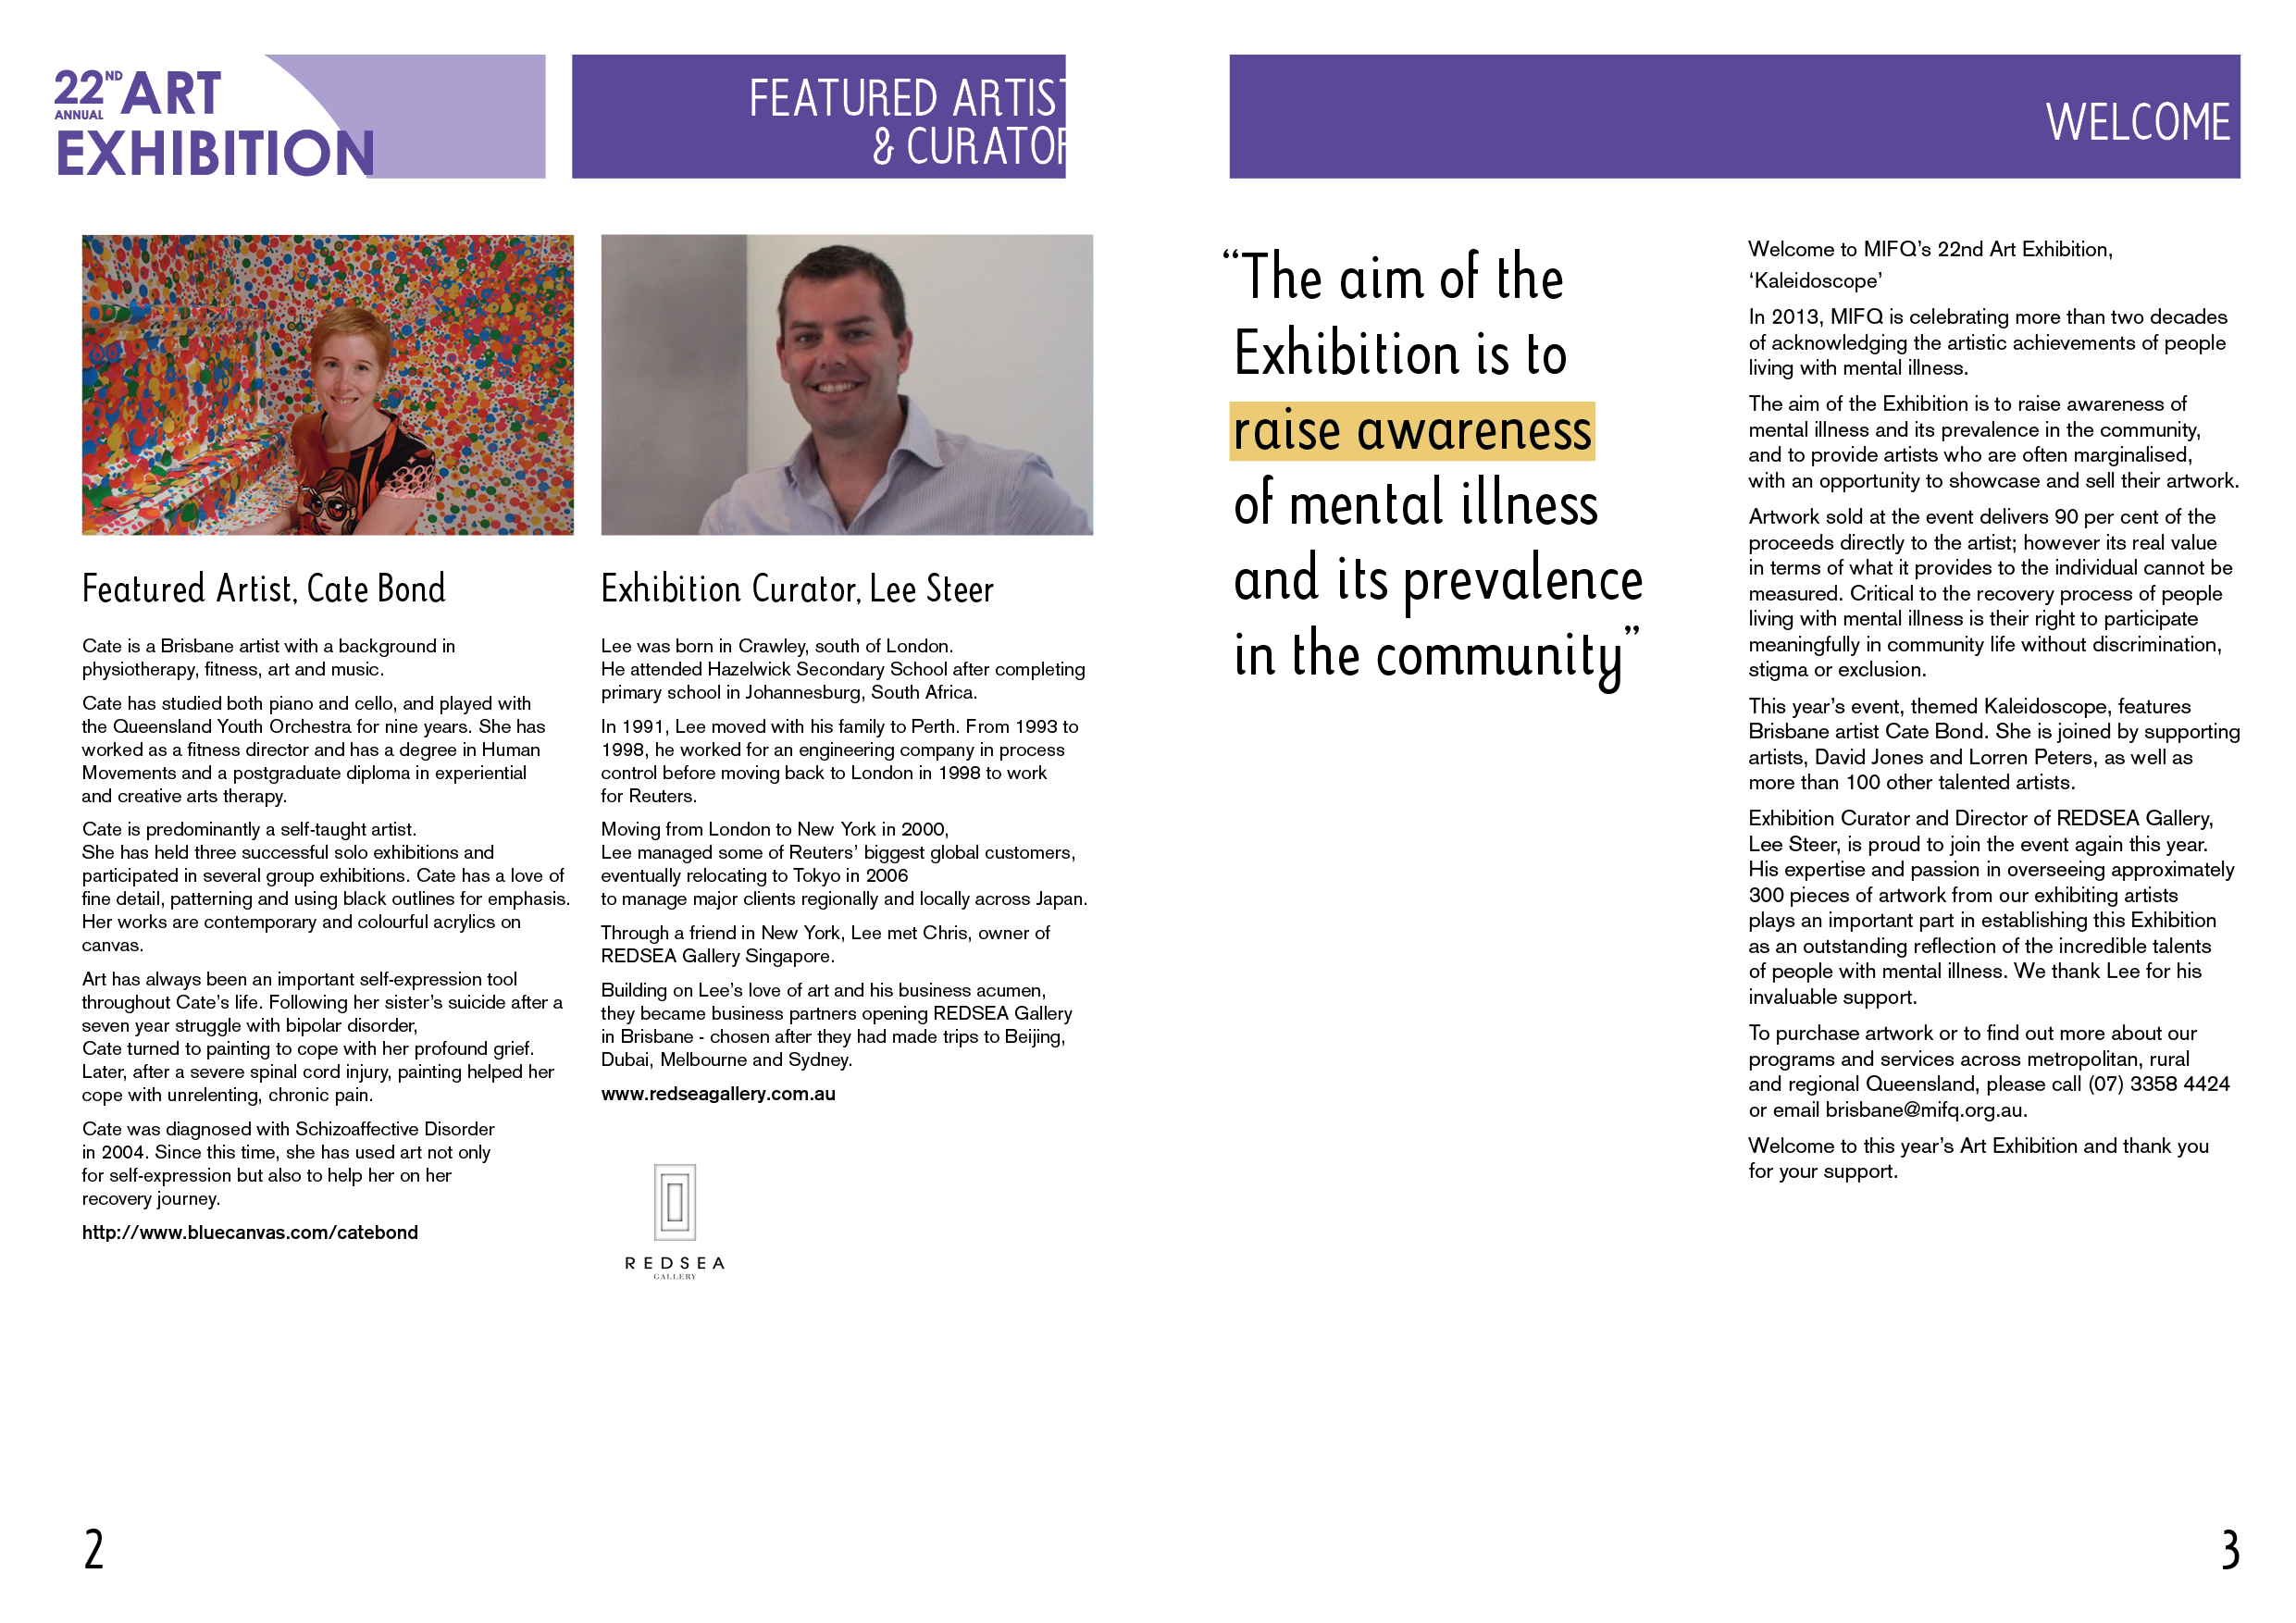 22ND ART
ANNUAL
EXHIBITION
FEATURED ARTIST
& CURATOR
Featured Artist, Cate Bond
Cate is a Brisbane artist with a background in
physiotherapy, fitness, art and music.
Cate has studied both piano and cello, and played with
the Queensland Youth Orchestra for nine years. She has
worked as a fitness director and has a degree in Human
Movements and a postgraduate diploma in experiential
and creative arts therapy.
Cate is predominantly a self-taught artist.
She has held three successful solo exhibitions and
participated in several group exhibitions. Cate has a love of
fine detail, patterning and using black outlines for emphasis.
Her works are contemporary and colourful acrylics on
canvas.
Art has always been an important self-expression tool
throughout Cate’s life. Following her sister’s suicide after a
seven year struggle with bipolar disorder,
Cate turned to painting to cope with her profound grief.
Later, after a severe spinal cord injury, painting helped her
cope with unrelenting, chronic pain.
Cate was diagnosed with Schizoaffective Disorder
in 2004. Since this time, she has used art not only
for self-expression but also to help her on her
recovery journey.
http://www.bluecanvas.com/catebond
Exhibition Curator, Lee Steer
Lee was born in Crawley, south of London.
He attended Hazelwick Secondary School after completing
primary school in Johannesburg, South Africa.
In 1991, Lee moved with his family to Perth. From 1993 to
1998, he worked for an engineering company in process
control before moving back to London in 1998 to work
for Reuters.
Moving from London to New York in 2000,
Lee managed some of Reuters’ biggest global customers,
eventually relocating to Tokyo in 2006
to manage major clients regionally and locally across Japan.
Through a friend in New York, Lee met Chris, owner of
REDSEA Gallery Singapore.
Building on Lee’s love of art and his business acumen,
they became business partners opening REDSEA Gallery
in Brisbane - chosen after they had made trips to Beijing,
Dubai, Melbourne and Sydney.
www.redseagallery.com.au
REDSEA
GALLERY
2
WELCOME
“The aim of the
Exhibition is to
raise awareness
of mental illness
and its prevalence
in the community”
Welcome to MIFQ’s 22nd Art Exhibition,
‘Kaleidoscope’
In 2013, MIFQ is celebrating more than two decades
of acknowledging the artistic achievements of people
living with mental illness.
The aim of the Exhibition is to raise awareness of
mental illness and its prevalence in the community,
and to provide artists who are often marginalised,
with an opportunity to showcase and sell their artwork.
Artwork sold at the event delivers 90 per cent of the
proceeds directly to the artist; however its real value
in terms of what it provides to the individual cannot be
measured. Critical to the recovery process of people
living with mental illness is their right to participate
meaningfully in community life without discrimination,
stigma or exclusion.
This year’s event, themed Kaleidoscope, features
Brisbane artist Cate Bond. She is joined by supporting
artists, David Jones and Lorren Peters, as well as
more than 100 other talented artists.
Exhibition Curator and Director of REDSEA Gallery,
Lee Steer, is proud to join the event again this year.
His expertise and passion in overseeing approximately
300 pieces of artwork from our exhibiting artists
plays an important part in establishing this Exhibition
as an outstanding reflection of the incredible talents
of people with mental illness. We thank Lee for his
invaluable support.
To purchase artwork or to find out more about our
programs and services across metropolitan, rural
and regional Queensland, please call (07) 3358 4424
or email brisbane@mifq.org.au.
Welcome to this year’s Art Exhibition and thank you
for your support.
3